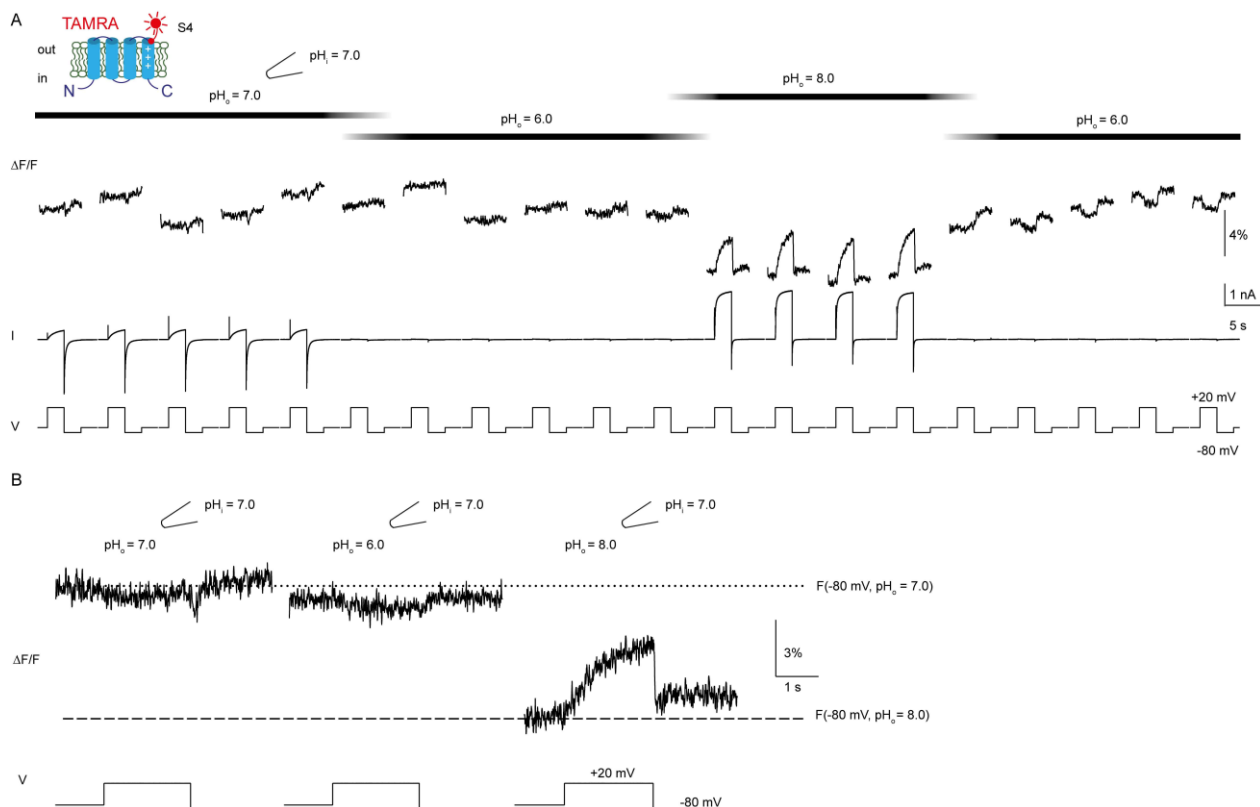 A
TAMRA
S4
out
in
+
+
+
N
C
pHᵢ = 7.0
pHₒ = 7.0
pHₒ = 6.0
pHₒ = 8.0
pHₒ = 6.0
ΔF/F
4%
1 nA
5 s
I
+20 mV
V
-80 mV
B
pHᵢ = 7.0
pHᵢ = 7.0
pHᵢ = 7.0
pHₒ = 7.0
pHₒ = 6.0
pHₒ = 8.0
F(-80 mV, pHₒ = 7.0)
ΔF/F
3%
1 s
F(-80 mV, pHₒ = 8.0)
V
+20 mV
-80 mV